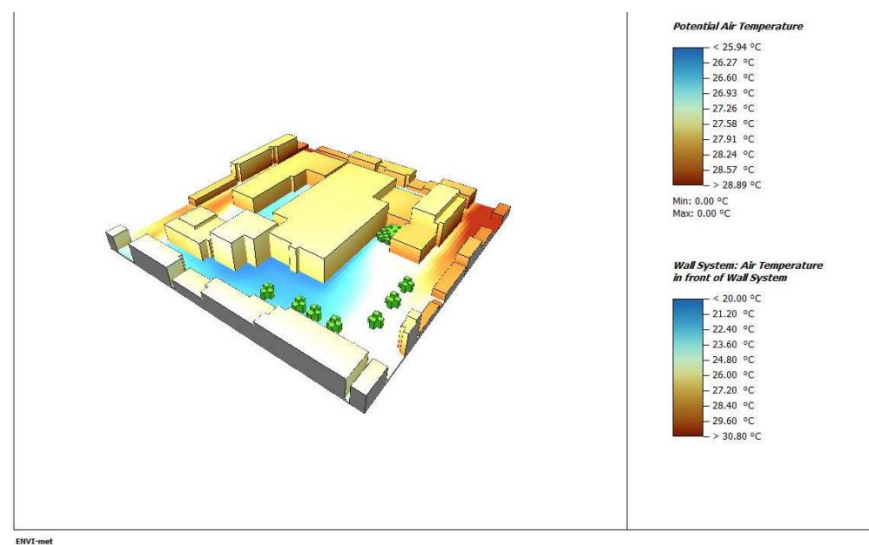 Potential Air Temperature
< 25.94 °C
26.27 °C
26.60 °C
26.93 °C
27.26 °C
27.58 °C
27.91 °C
28.24 °C
28.57 °C
> 28.89 °C
Min: 0.00 °C
Max: 0.00 °C
Wall System: Air Temperature
in front of Wall System
< 20.00 °C
21.20 °C
22.40 °C
23.60 °C
24.80 °C
26.00 °C
27.20 °C
28.40 °C
29.60 °C
> 30.80 °C
ENVI-met